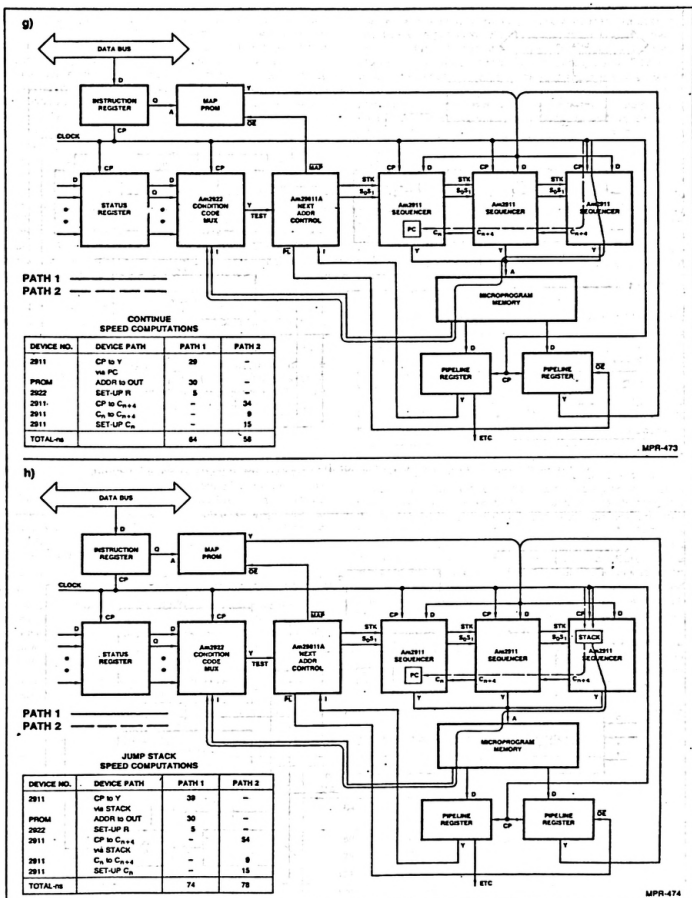 g)
DATA BUS
D
INSTRUCTION REGISTER
O
A
MAP PROM
Y
OE
CP
CLOCK
CP
CP
MAP
CP
D
CP
D
CP
D
D
STATUS REGISTER
O
D
Am2922 CONDITION CODE MUX
Y
TEST
Am29811A NEXT ADDR CONTROL
STK
S0S1
Am2911 SEQUENCER
PC
STK
S0S1
Am2911 SEQUENCER
STK
S0S1
Am2911 SEQUENCER
Cn
Cn+4
Cn
Cn+4
I
PL
I
Y
Y
Y
A
PATH 1
PATH 2
MICROPROGRAM MEMORY
D
D
PIPELINE REGISTER
CP
PIPELINE REGISTER
OE
Y
Y
ETC
CONTINUE
SPEED COMPUTATIONS
DEVICE NO. DEVICE PATH PATH 1 PATH 2
2911 CP to Y 29 –
via PC
PROM ADDR to OUT 30 –
2922 SET-UP R 5 –
2911 CP to Cn+4 – 34
2911 Cn to Cn+4 – 9
2911 SET-UP Cn – 15
TOTAL-ns 64 58
MPR-473
h)
DATA BUS
D
INSTRUCTION REGISTER
O
A
MAP PROM
Y
OE
CP
CLOCK
CP
CP
MAP
CP
D
CP
D
CP
D
D
STATUS REGISTER
O
D
Am2922 CONDITION CODE MUX
Y
TEST
Am29811A NEXT ADDR CONTROL
STK
S0S1
Am2911 SEQUENCER
PC
STK
S0S1
Am2911 SEQUENCER
STK
S0S1
STACK
Am2911 SEQUENCER
Cn
Cn+4
Cn
Cn+4
I
PL
I
Y
Y
Y
A
PATH 1
PATH 2
MICROPROGRAM MEMORY
D
D
PIPELINE REGISTER
CP
PIPELINE REGISTER
OE
Y
Y
ETC
JUMP STACK
SPEED COMPUTATIONS
DEVICE NO. DEVICE PATH PATH 1 PATH 2
2911 CP to Y 39 –
via STACK
PROM ADDR to OUT 30 –
2922 SET-UP R 5 –
2911 CP to Cn+4 – 54
via STACK
2911 Cn to Cn+4 – 9
2911 SET-UP Cn – 15
TOTAL-ns 74 78
MPR-474